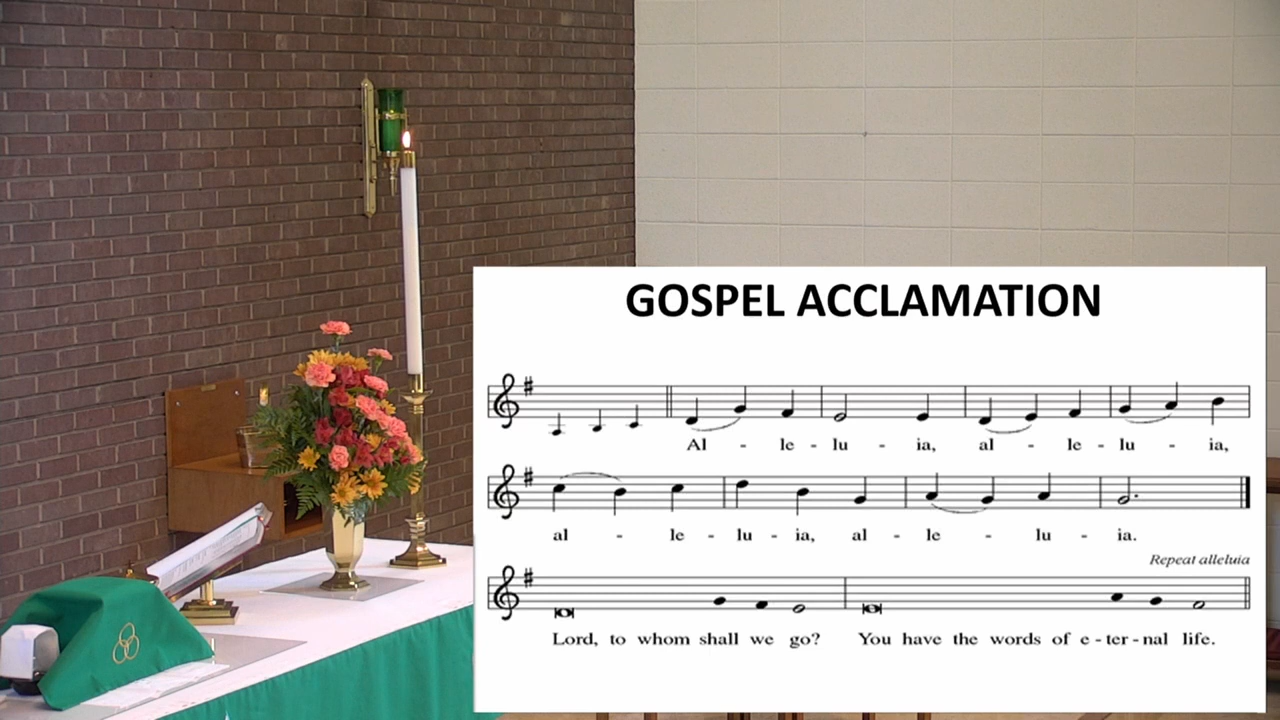 GOSPEL ACCLAMATION
Al - le - lu - ia, al - le - lu - ia,
al - le - lu - ia, al - le - lu - ia.
Repeat alleluia
Lord, to whom shall we go? You have the words of e - ter - nal life.